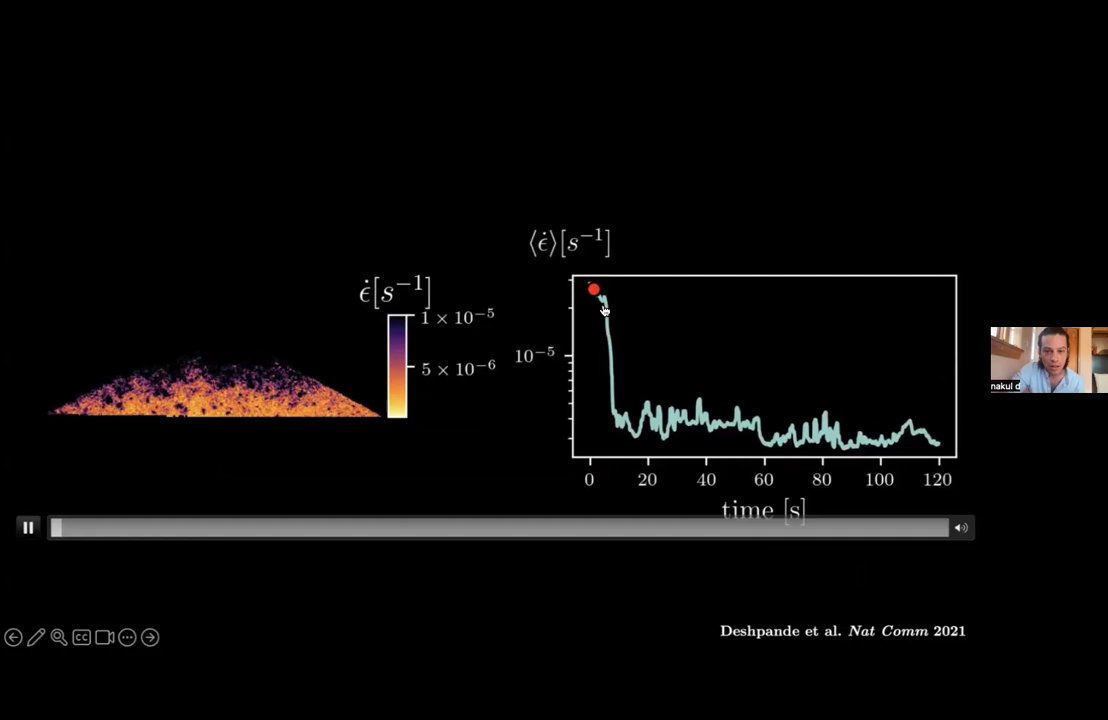 ⟨ϵ̇⟩[s⁻¹]
ϵ̇[s⁻¹]
1 × 10⁻⁵
5 × 10⁻⁶
10⁻⁵
0 20 40 60 80 100 120
time [s]
nakul d
CC
Deshpande et al. Nat Comm 2021